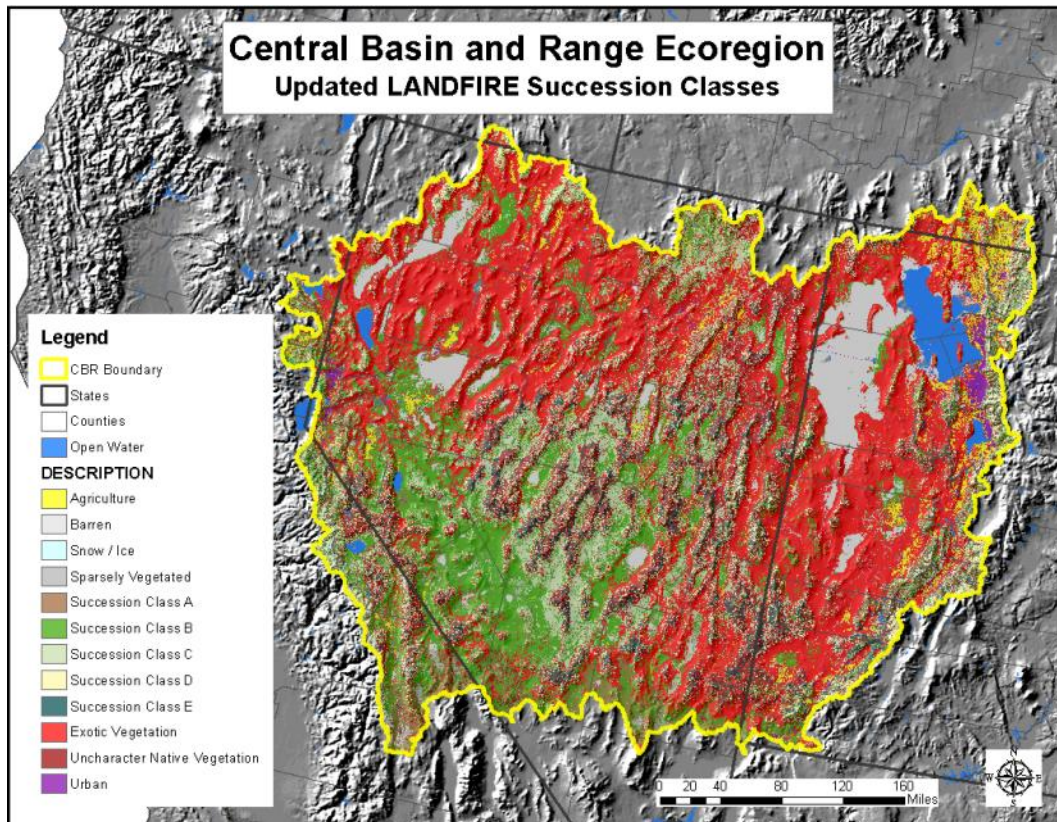 Central Basin and Range Ecoregion
Updated LANDFIRE Succession Classes
Legend
CBR Boundary
States
Counties
Open Water
DESCRIPTION
Agriculture
Barren
Snow / Ice
Sparsely Vegetated
Succession Class A
Succession Class B
Succession Class C
Succession Class D
Succession Class E
Exotic Vegetation
Uncharacter Native Vegetation
Urban
0 20 40 80 120 160
Miles
N
W E
S